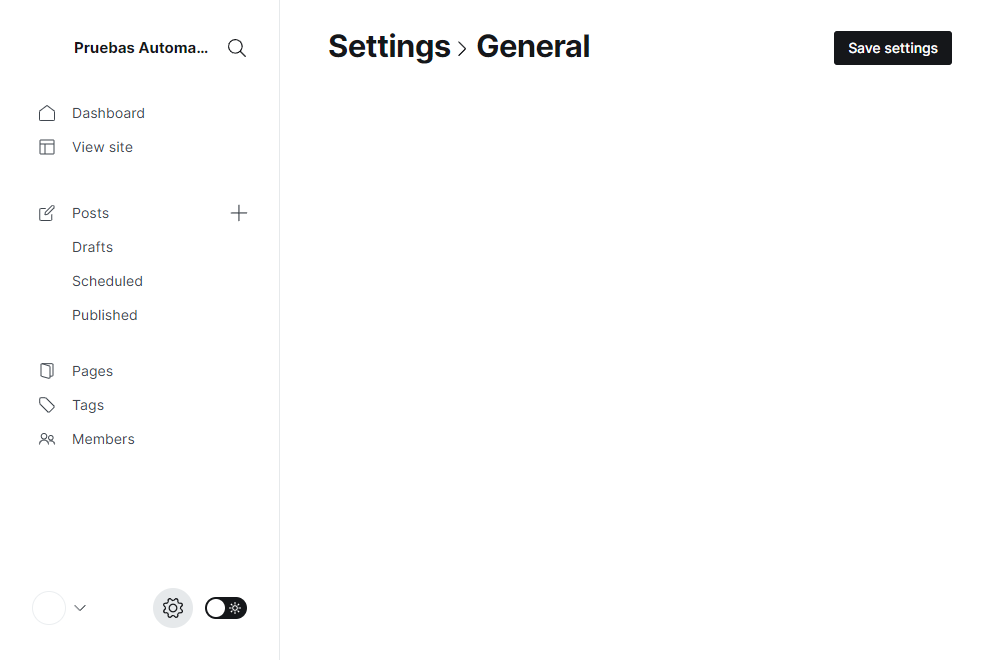 Pruebas Automa...
Settings > General
Save settings
Dashboard
View site
Posts
Drafts
Scheduled
Published
Pages
Tags
Members